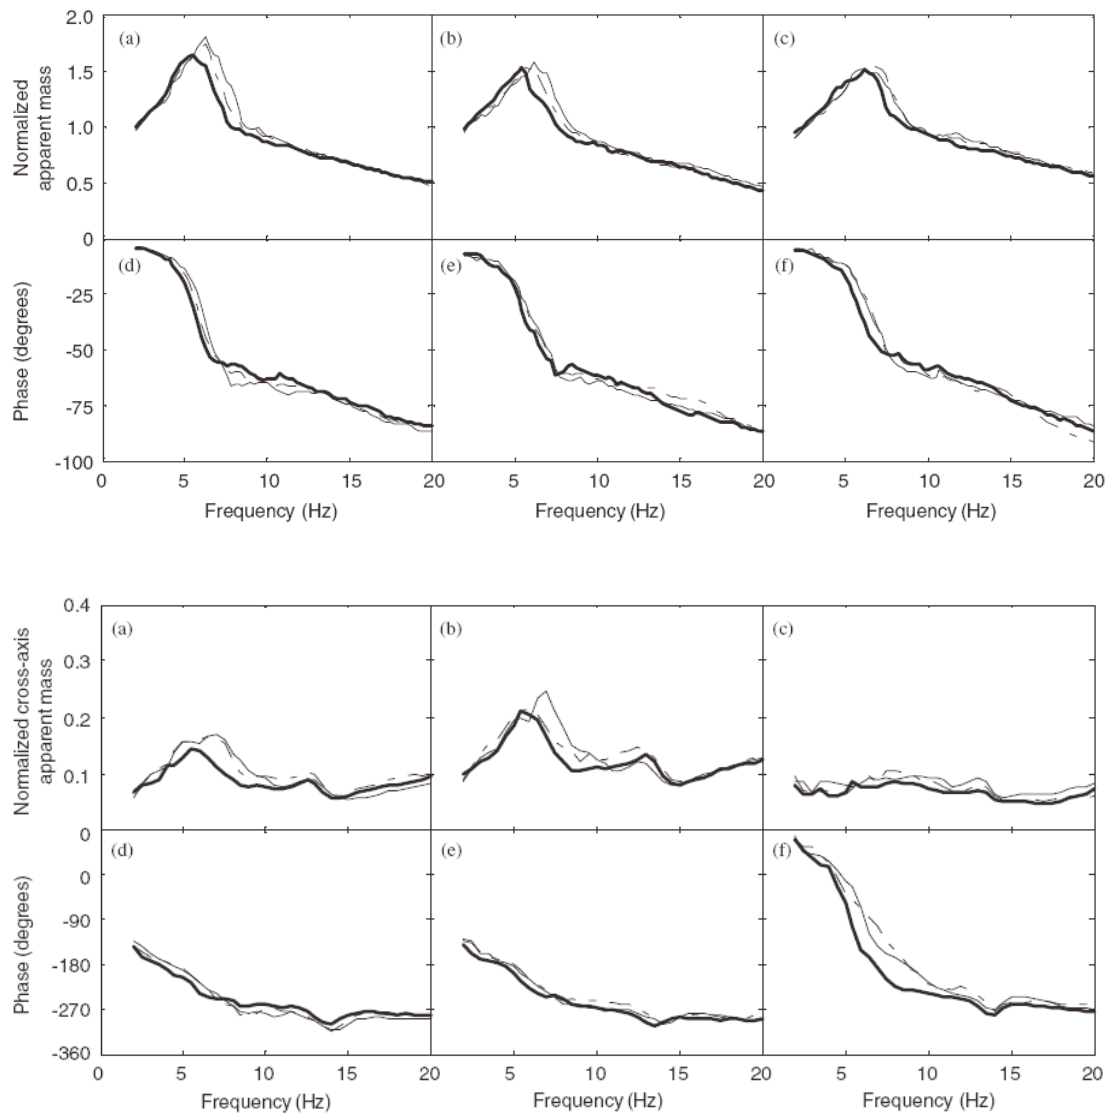 2.0
(a) (b) (c)
1.5
Normalized
apparent mass
1.0
0.5
0
(d) (e) (f)
-25
Phase (degrees)
-50
-75
-100
0 5 10 15 20 5 10 15 20 5 10 15 20
Frequency (Hz) Frequency (Hz) Frequency (Hz)
0.4
(a) (b) (c)
0.3
Normalized cross-axis
apparent mass
0.2
0.1
0
(d) (e) (f)
0
-90
Phase (degrees)
-180
-270
-360
0 5 10 15 20 5 10 15 20 5 10 15 20
Frequency (Hz) Frequency (Hz) Frequency (Hz)